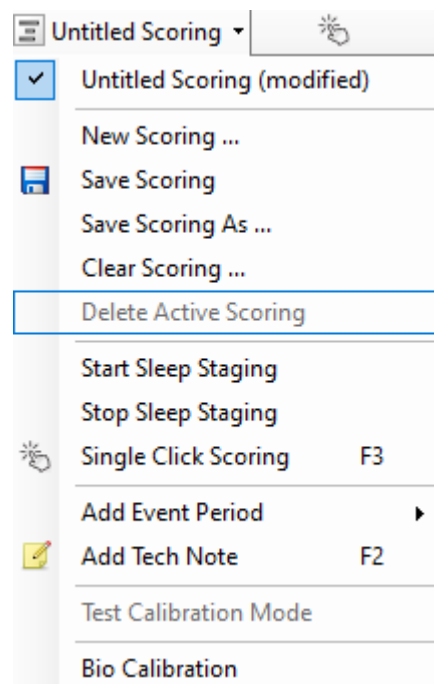 Untitled Scoring
Untitled Scoring (modified)
New Scoring ...
Save Scoring
Save Scoring As ...
Clear Scoring ...
Delete Active Scoring
Start Sleep Staging
Stop Sleep Staging
Single Click Scoring F3
Add Event Period
Add Tech Note F2
Test Calibration Mode
Bio Calibration